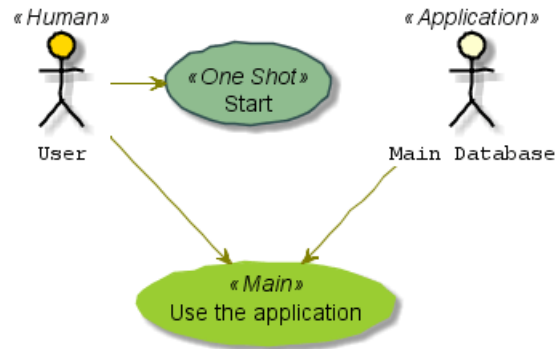 «Human»
User
«One Shot»
Start
«Application»
Main Database
«Main»
Use the application